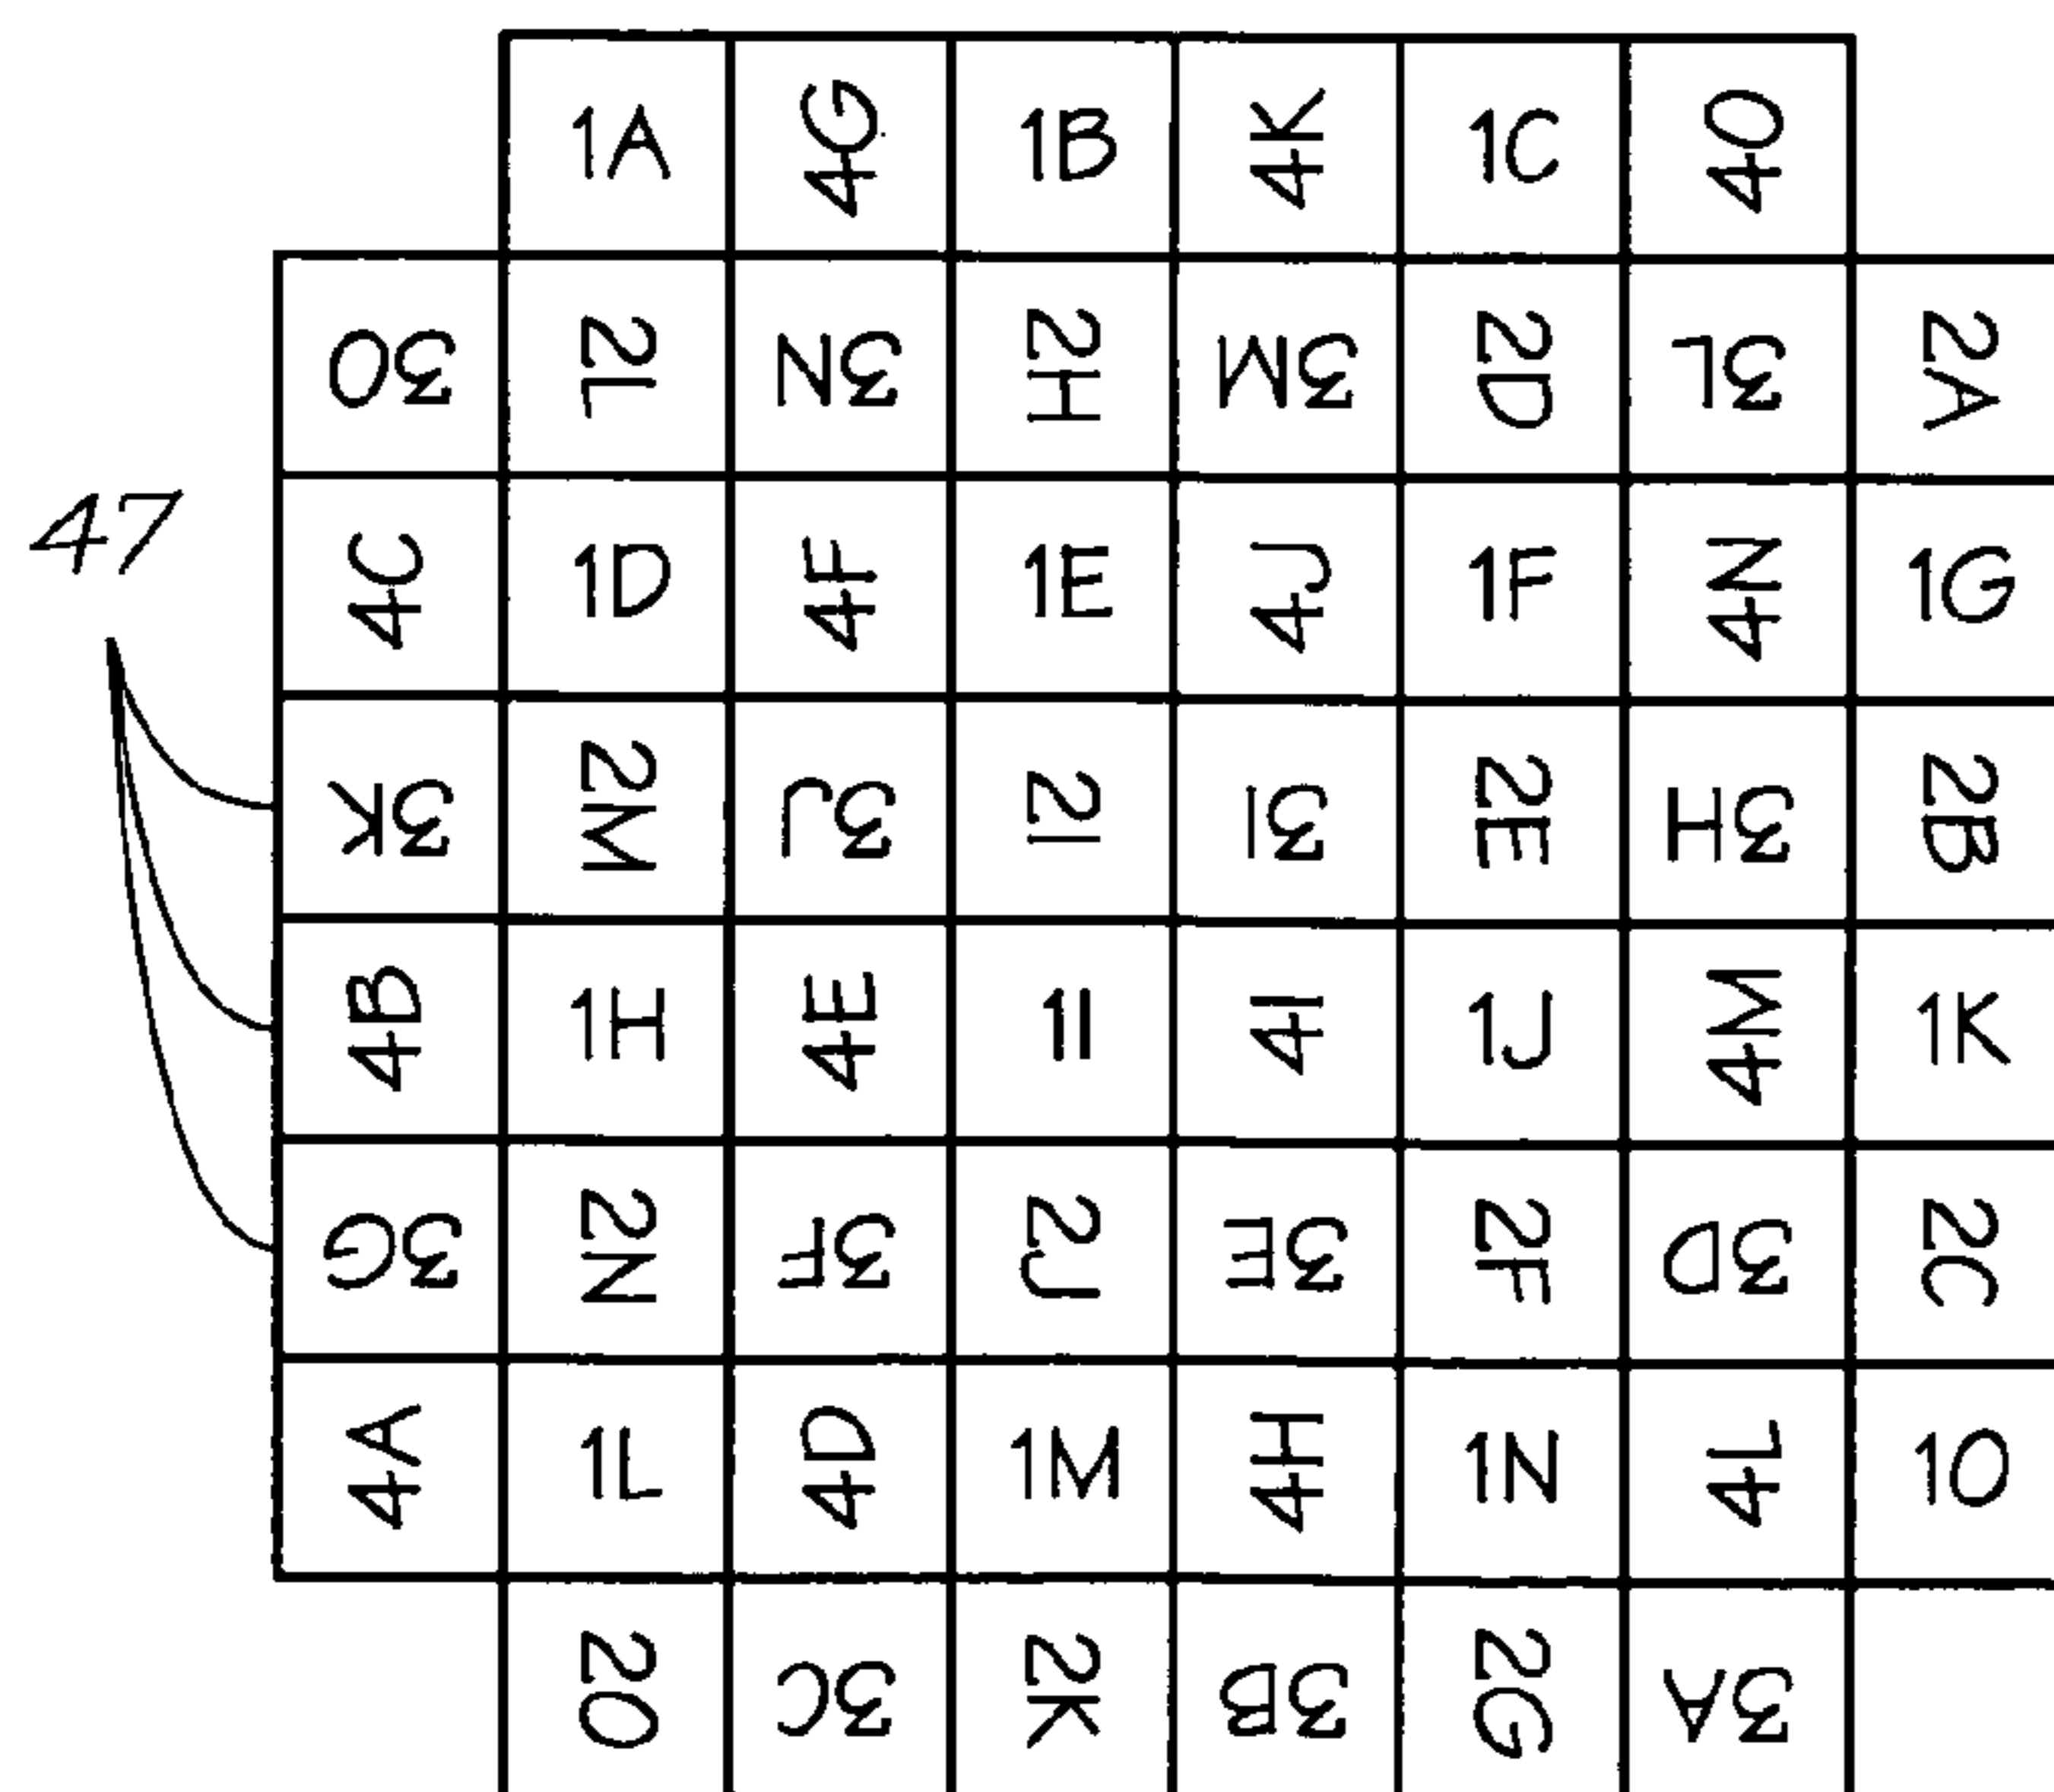 1A 4G 1B 4K 1C 4O
3O 2L 3N 2H 3M 2D 3L 2A
47
4C 1D 4F 1E 4J 1F 4N 1G
3K 2M 3J 2I 3I 2E 3H 2B
4B 1H 4E 1I 4I 1J 4M 1K
3G 2N 3F 2J 3E 2F 3D 2C
4A 1L 4D 1M 4H 1N 4L 1O
2O 3C 2K 3B 2G 3A